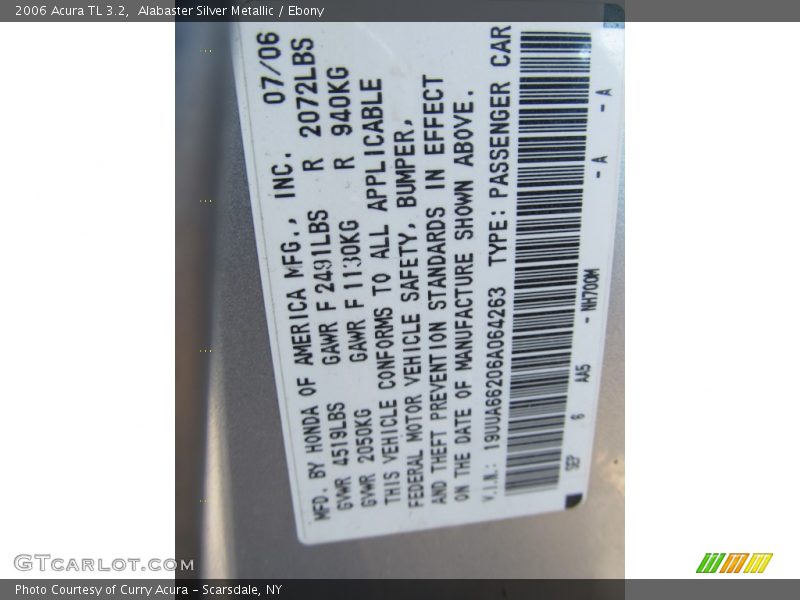 2006 Acura TL 3.2,  Alabaster Silver Metallic / Ebony
MFD. BY HONDA OF AMERICA MFG., INC. 07/06
GVWR 4519LBS GAWR F 2491LBS R 2072LBS
GVWR 2050KG GAWR F 1130KG R 940KG
THIS VEHICLE CONFORMS TO ALL APPLICABLE
FEDERAL MOTOR VEHICLE SAFETY, BUMPER,
AND THEFT PREVENTION STANDARDS IN EFFECT
ON THE DATE OF MANUFACTURE SHOWN ABOVE.
V.I.N.: 19UUA66206A064263 TYPE: PASSENGER CAR
SEP 6 AA5 - NH700M - A - A
GTcarlot.com
Photo Courtesy of Curry Acura - Scarsdale, NY